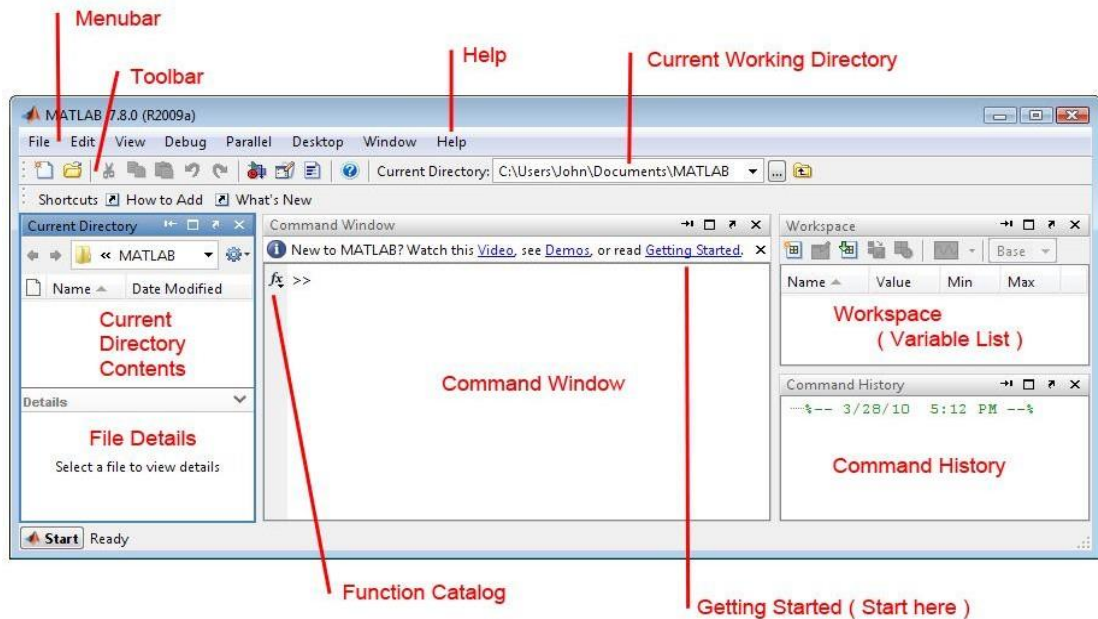 Menubar
Help
Current Working Directory
Toolbar
MATLAB 7.8.0 (R2009a)
File Edit View Debug Parallel Desktop Window Help
Current Directory: C:\Users\John\Documents\MATLAB ...
Shortcuts How to Add What's New
Current Directory
Command Window
Workspace
« MATLAB
New to MATLAB? Watch this Video, see Demos, or read Getting Started.
Base
Name Date Modified
fx >>
Name Value Min Max
Current
Directory
Contents
Workspace
( Variable List )
Command Window
Command History
%-- 3/28/10 5:12 PM --%
Details
File Details
Select a file to view details
Command History
Start Ready
Function Catalog
Getting Started ( Start here )